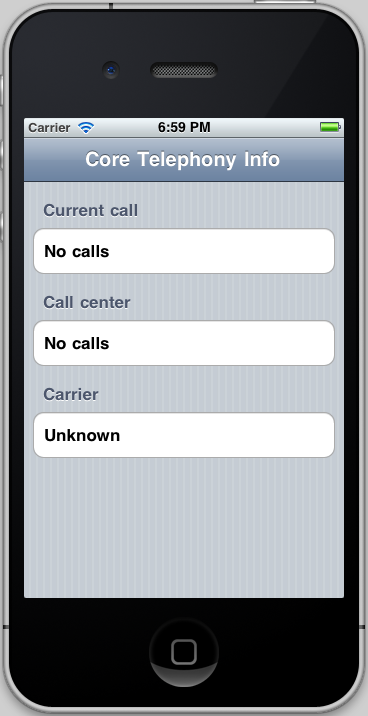 Carrier 6:59 PM
Core Telephony Info
Current call
No calls
Call center
No calls
Carrier
Unknown